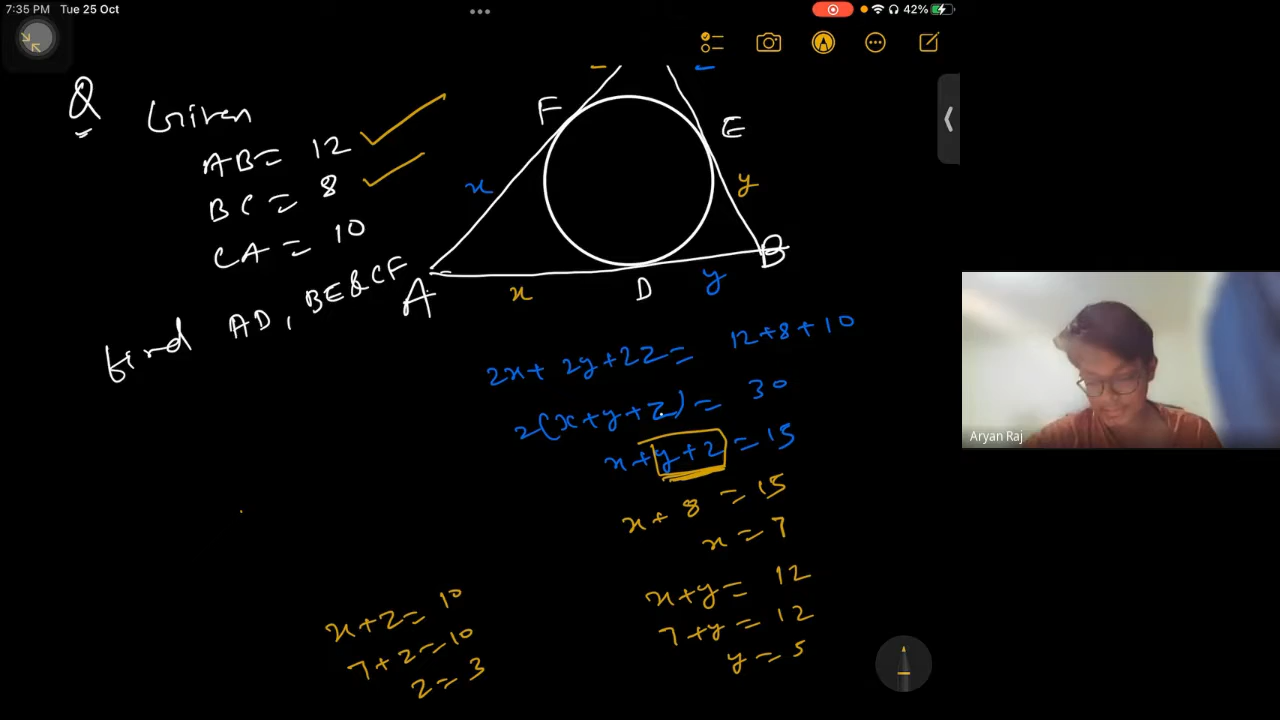 7:35 PM Tue 25 Oct
42%
Q Given
AB = 12
BC = 8
CA = 10
find AD, BE & CF
F
E
x
y
A
B
x
D
y
2x + 2y + 2z = 12 + 8 + 10
2(x + y + z) = 30
x + y + z = 15
x + 8 = 15
x = 7
x + y = 12
7 + y = 12
y = 5
x + z = 10
7 + z = 10
z = 3
Aryan Raj